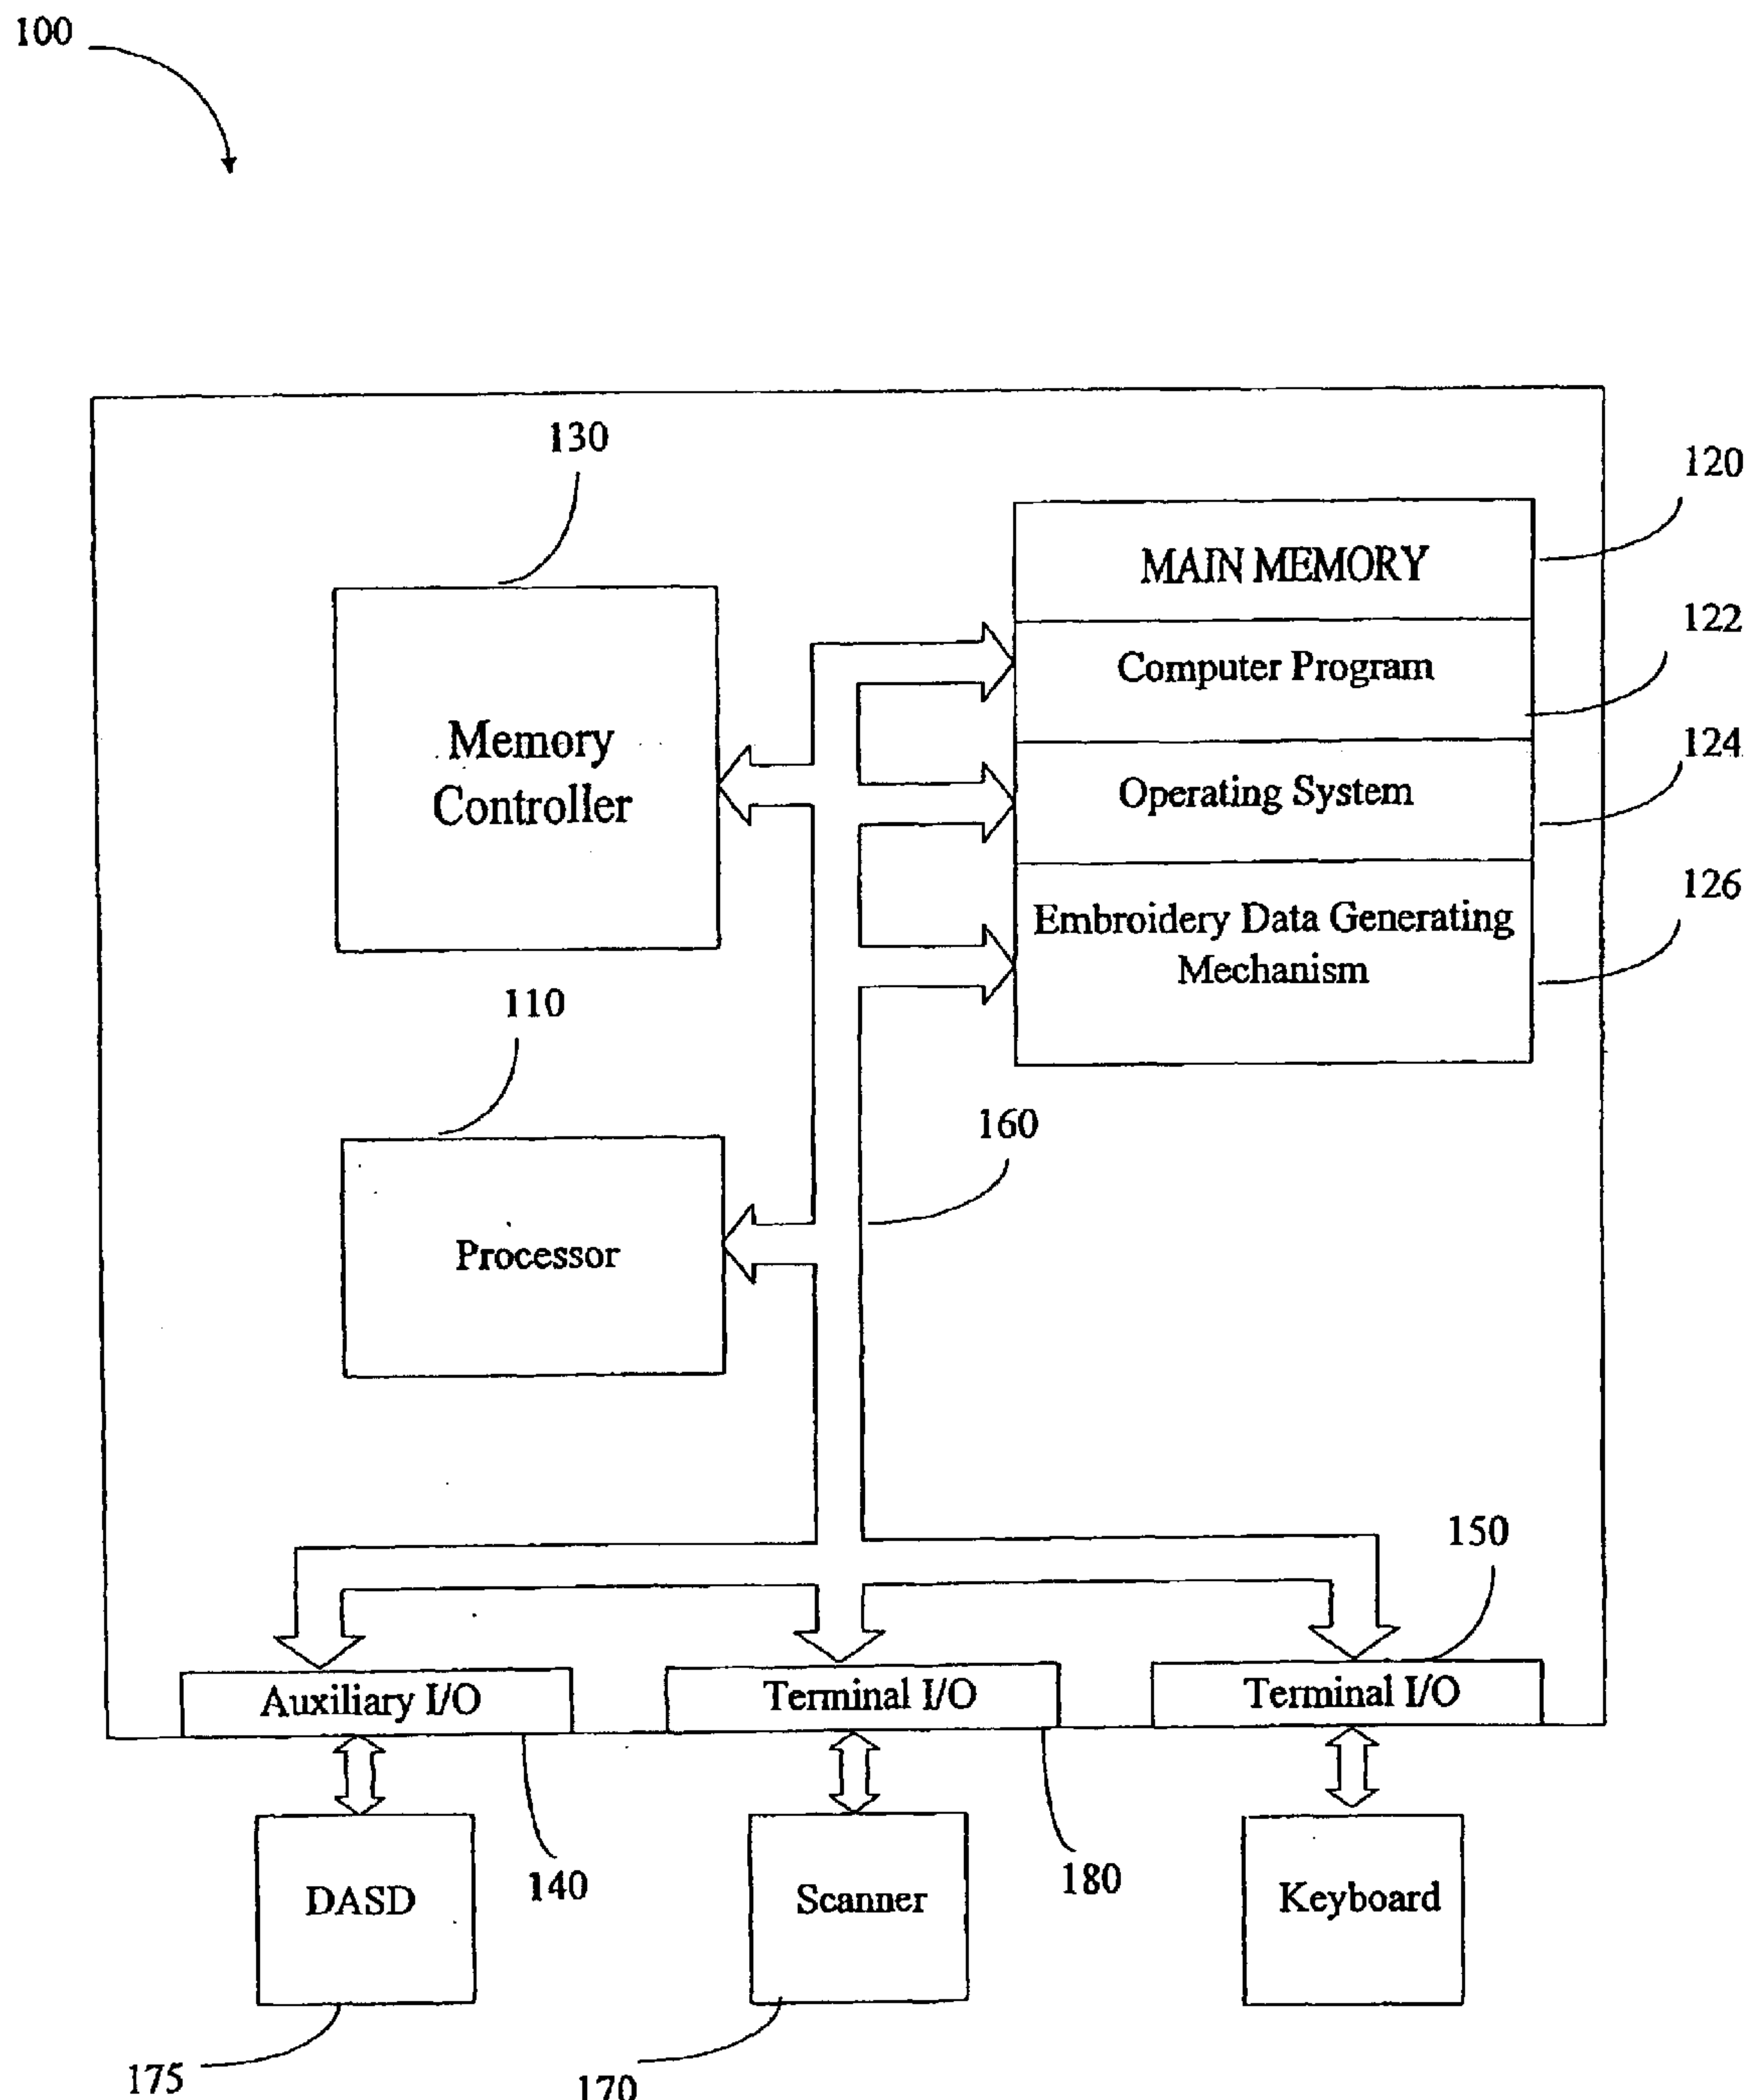 100
130
120
MAIN MEMORY
122
Computer Program
Memory
Controller
124
Operating System
126
Embroidery Data Generating
Mechanism
110
160
Processor
150
Auxiliary I/O
Terminal I/O
Terminal I/O
140
180
DASD
Scanner
Keyboard
175
170